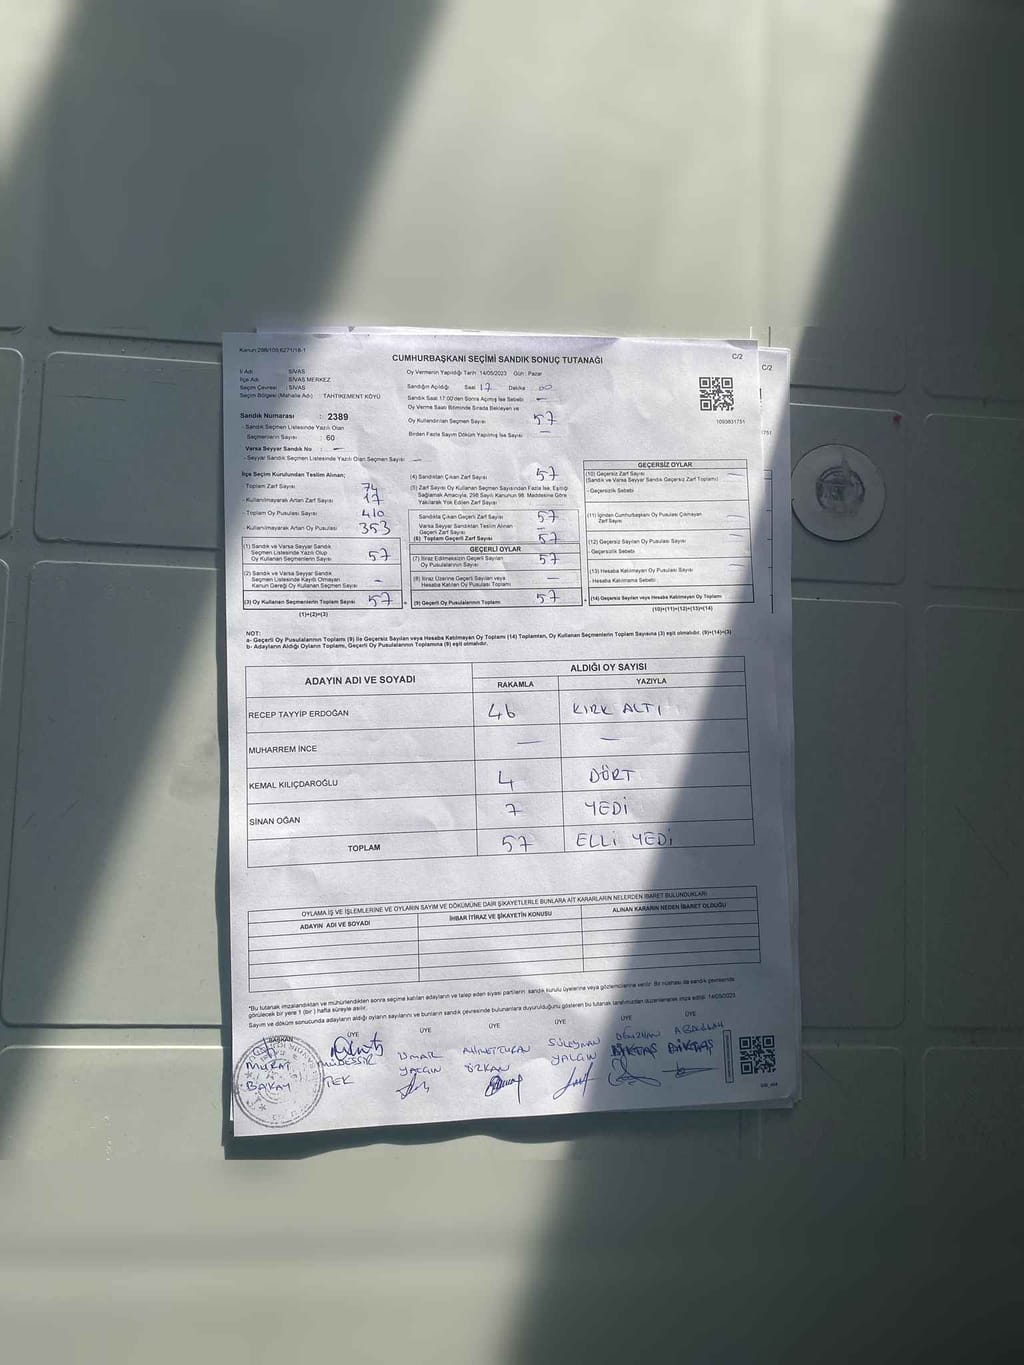 Kanun:298/105;6271/18-1
CUMHURBAŞKANI SEÇİMİ SANDIK SONUÇ TUTANAĞI
C/2
C/2
İl Adı : SİVAS
İlçe Adı : SİVAS MERKEZ
Seçim Çevresi : SİVAS
Seçim Bölgesi (Mahalle Adı) : TAHTIKEMENT KÖYÜ
Sandık Numarası : 2389
- Sandık Seçmen Listesinde Yazılı Olan
Seçmenlerin Sayısı : 60
Varsa Seyyar Sandık No : —
- Seyyar Sandık Seçmen Listesinde Yazılı Olan Seçmen Sayısı —
Oy Vermenin Yapıldığı Tarih 14/05/2023 Gün : Pazar
Sandığın Açıldığı Saat 17 Dakika 00
Sandık Saat 17:00'den Sonra Açılmış İse Sebebi —
Oy Verme Saati Bitiminde Sırada Bekleyen ve
Oy Kullandırılan Seçmen Sayısı 57
Birden Fazla Sayım Döküm Yapılmış İse Sayısı —
1093831751
751
İlçe Seçim Kurulundan Teslim Alınan;
- Toplam Zarf Sayısı 74
- Kullanılmayarak Artan Zarf Sayısı 17
- Toplam Oy Pusulası Sayısı 410
- Kullanılmayarak Artan Oy Pusulası 353
(1) Sandık ve Varsa Seyyar Sandık
Seçmen Listesinde Yazılı Olup
Oy Kullanan Seçmenlerin Sayısı 57
(2) Sandık ve Varsa Seyyar Sandık
Seçmen Listesinde Kayıtlı Olmayan
Kanun Gereği Oy Kullanan Seçmen Sayısı —
(3) Oy Kullanan Seçmenlerin Toplam Sayısı 57
(1)+(2)=(3)
(4) Sandıktan Çıkan Zarf Sayısı 57
(5) Zarf Sayısı Oy Kullanan Seçmen Sayısından Fazla İse, Eşitliği
Sağlamak Amacıyla, 298 Sayılı Kanunun 98. Maddesine Göre
Yakılarak Yok Edilen Zarf Sayısı
Sandıkta Çıkan Geçerli Zarf Sayısı 57
Varsa Seyyar Sandıktan Teslim Alınan
Geçerli Zarf Sayısı —
(6) Toplam Geçerli Zarf Sayısı 57
GEÇERLİ OYLAR
(7) İtiraz Edilmeksizin Geçerli Sayılan
Oy Pusulalarının Sayısı 57
(8) İtiraz Üzerine Geçerli Sayılan veya
Hesaba Katılan Oy Pusulası Toplamı —
(9) Geçerli Oy Pusulalarının Toplamı 57
GEÇERSİZ OYLAR
(10) Geçersiz Zarf Sayısı
(Sandık ve Varsa Seyyar Sandık Geçersiz Zarf Toplamı) —
- Geçersizlik Sebebi
(11) İçinden Cumhurbaşkanı Oy Pusulası Çıkmayan
Zarf Sayısı —
(12) Geçersiz Sayılan Oy Pusulası Sayısı —
- Geçersizlik Sebebi
(13) Hesaba Katılmayan Oy Pusulası Sayısı —
- Hesaba Katılmama Sebebi
(14) Geçersiz Sayılan veya Hesaba Katılmayan Oy Toplamı —
(10)+(11)+(12)+(13)=(14)
NOT:
a- Geçerli Oy Pusulalarının Toplamı (9) ile Geçersiz Sayılan veya Hesaba Katılmayan Oy Toplamı (14) Toplamları, Oy Kullanan Seçmenlerin Toplam Sayısına (3) eşit olmalıdır. (9)+(14)=(3)
b- Adayların Aldığı Oyların Toplamı, Geçerli Oy Pusulalarının Toplamına (9) eşit olmalıdır.
ADAYIN ADI VE SOYADI
ALDIĞI OY SAYISI
RAKAMLA YAZIYLA
RECEP TAYYİP ERDOĞAN 46 KIRK ALTI
MUHARREM İNCE — —
KEMAL KILIÇDAROĞLU 4 DÖRT
SİNAN OĞAN 7 YEDİ
TOPLAM 57 ELLİ YEDİ
OYLAMA İŞ VE İŞLEMLERİNE VE OYLARIN SAYIM VE DÖKÜMÜNE DAİR ŞİKAYETLERLE BUNLARA AİT KARARLARIN NELERDEN İBARET BULUNDUKLARI
ADAYIN ADI VE SOYADI İHBAR İTİRAZ VE ŞİKAYETİN KONUSU ALINAN KARARIN NEDEN İBARET OLDUĞU
*Bu tutanak imzalandıktan ve mühürlendikten sonra seçime katılan adayların ve talep eden siyasi partilerin sandık kurulu üyelerine veya gözlemcilerine verilir. Bir nüshası da sandık çevresinde
görülecek bir yere 1 (bir) hafta süreyle asılır.
Sayım ve döküm sonucunda adayların aldığı oyların sayılarını ve bunların sandık çevresinde bulunanlara duyurulduğunu gösteren bu tutanak tarafımızdan düzenlenerek imza edildi. 14/05/2023
BAŞKAN ÜYE ÜYE ÜYE ÜYE ÜYE ÜYE
MURAT BAKAY
TEK
ÖMAR YALGIN
AHMET TURAN ÖZKAN
SÜLEYMAN YALGIN
OĞUZHAN BİKTAŞ
ABDULLAH BİKTAŞ